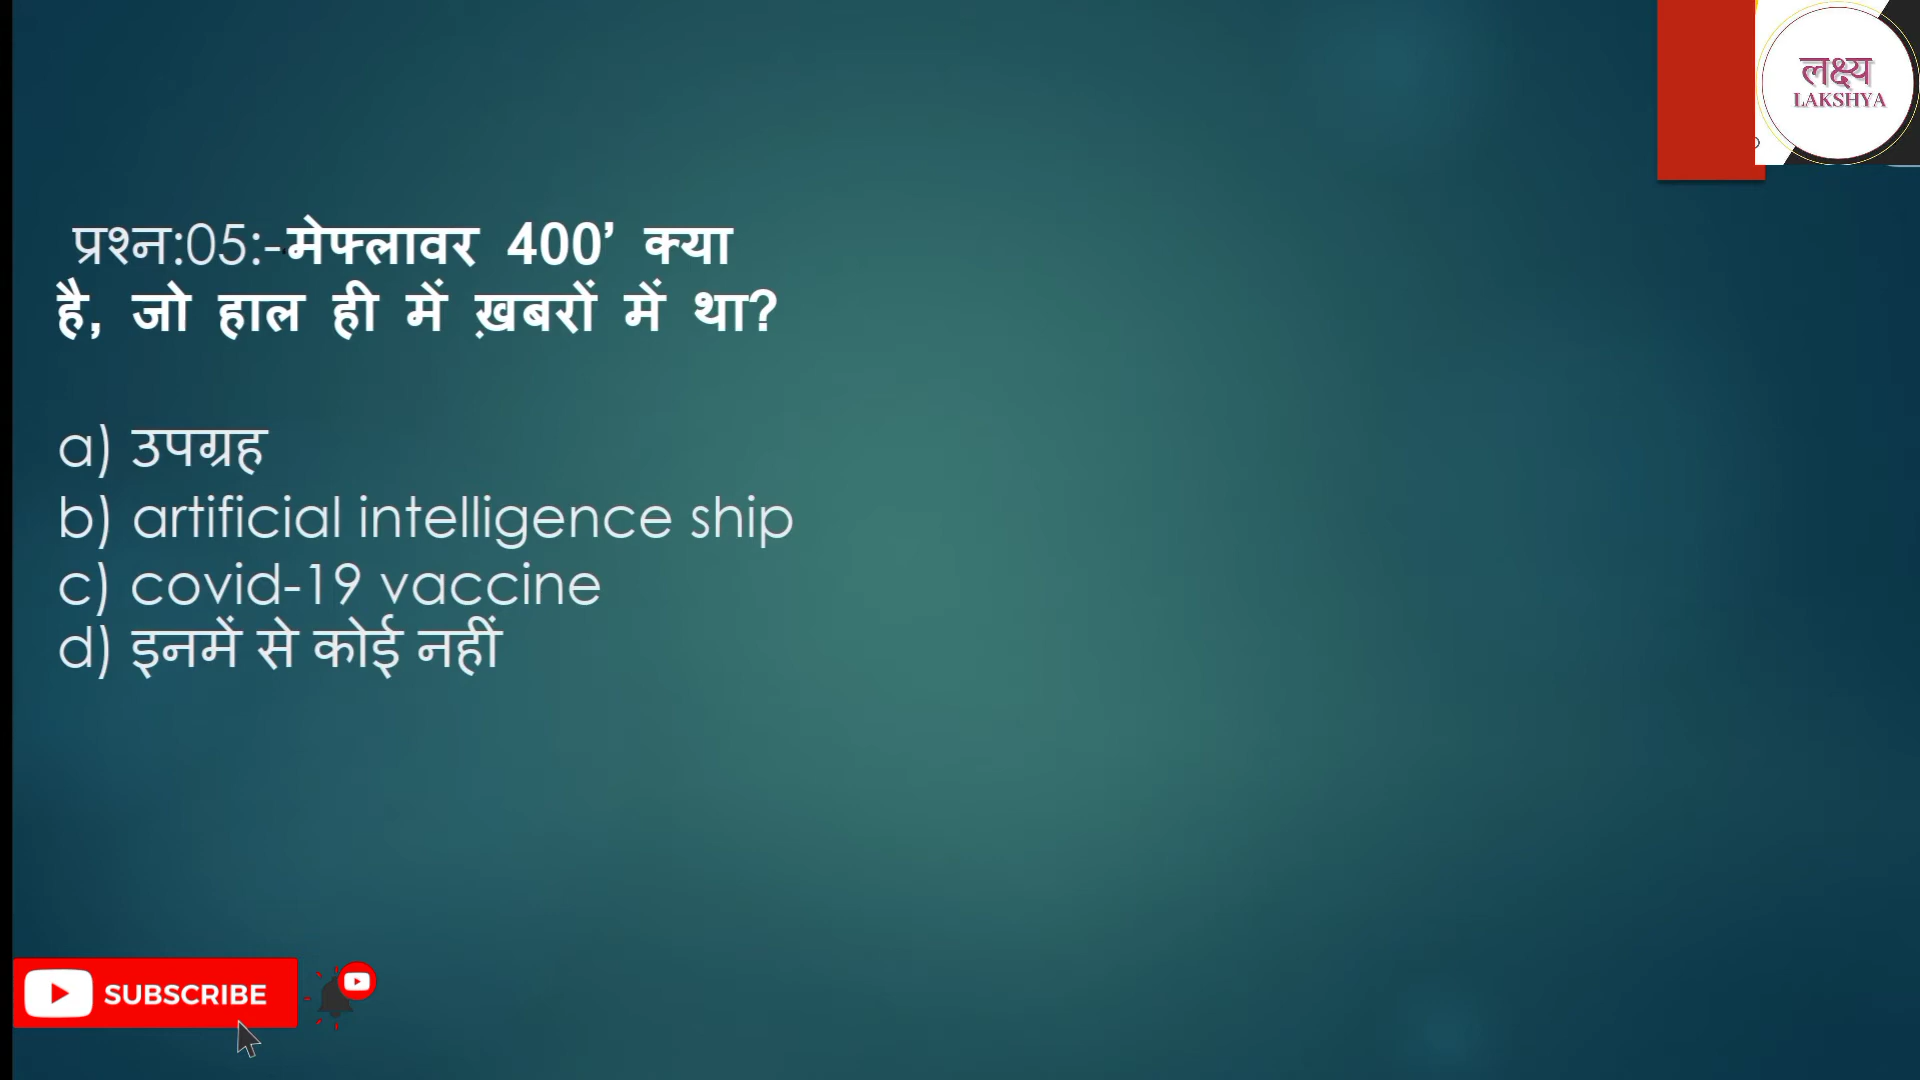 लक्ष्य
LAKSHYA
प्रश्न:05:-मेफ्लावर 400’ क्या
है, जो हाल ही में ख़बरों में था?
a) उपग्रह
b) artificial intelligence ship
c) covid-19 vaccine
d) इनमें से कोई नहीं
SUBSCRIBE